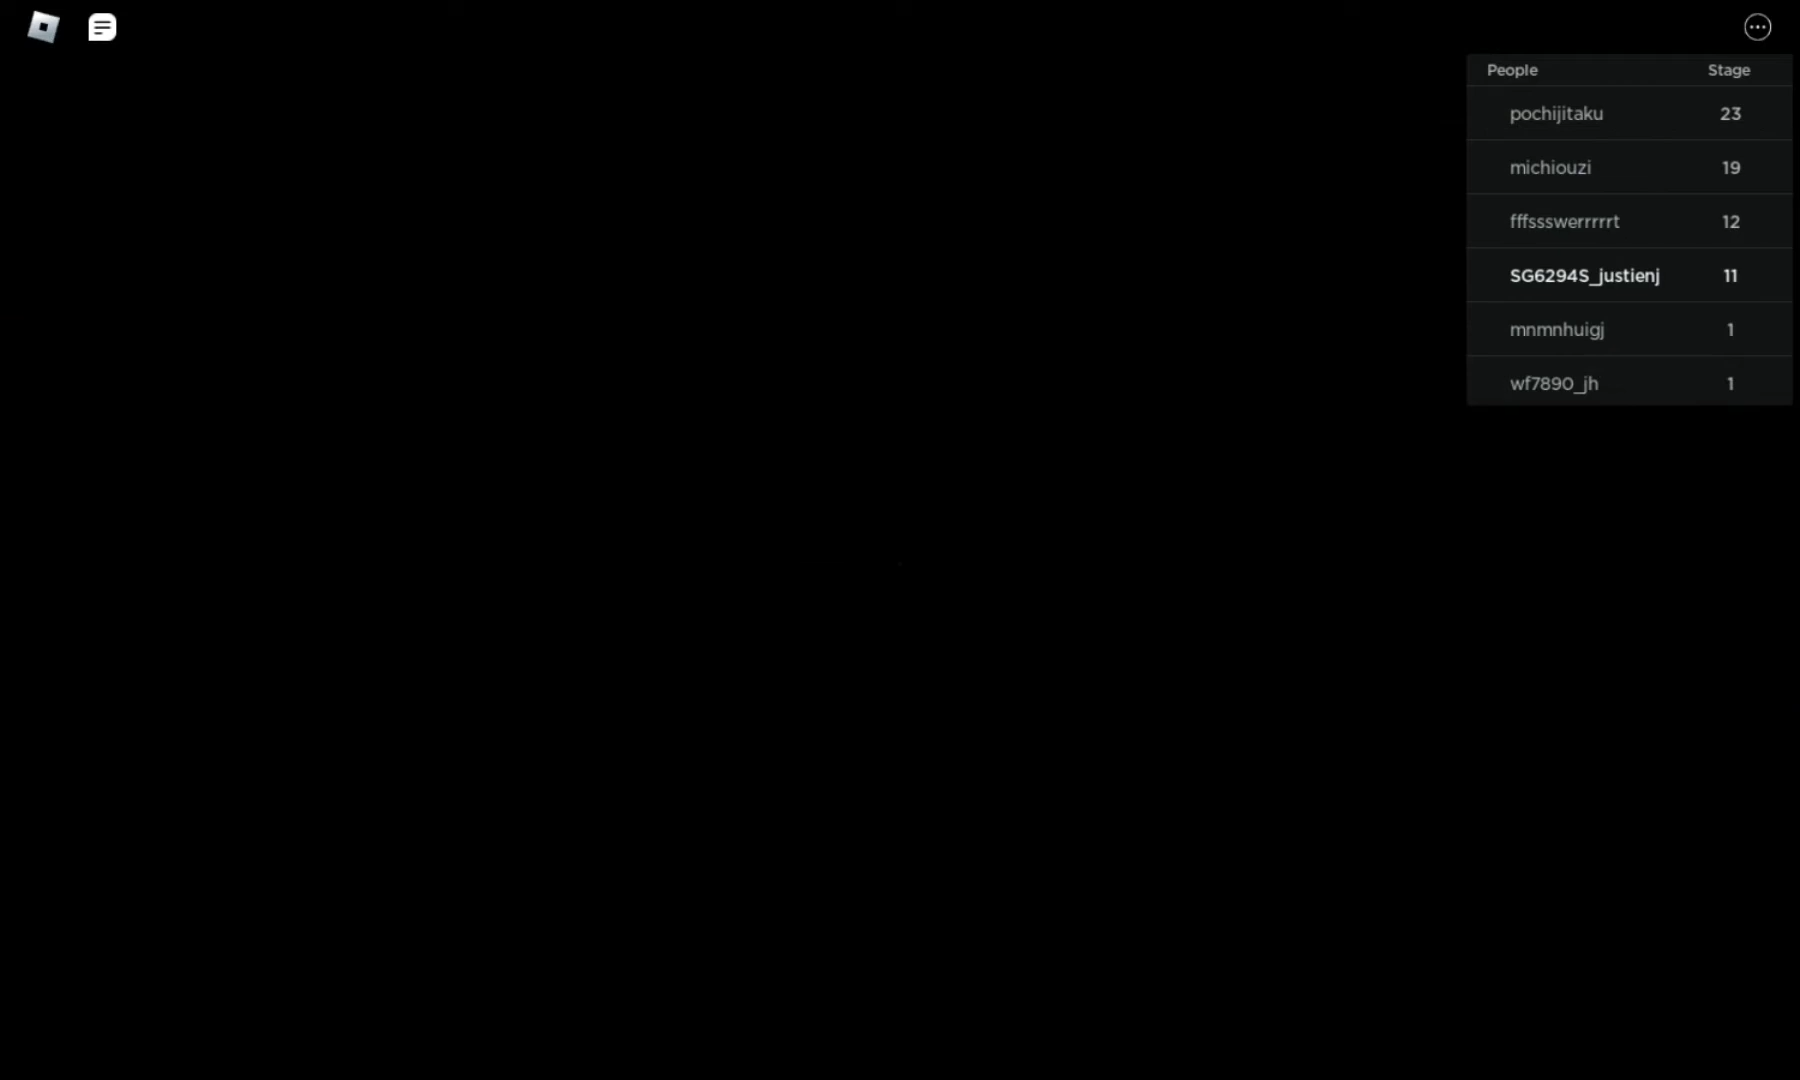 People Stage
pochijitaku 23
michiouzi 19
fffssswerrrrrt 12
SG6294S_justienj 11
mnmnhuigj 1
wf7890_jh 1